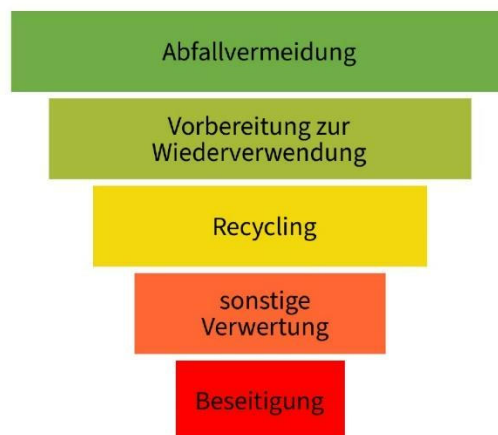 Abfallvermeidung
Vorbereitung zur
Wiederverwendung
Recycling
sonstige
Verwertung
Beseitigung